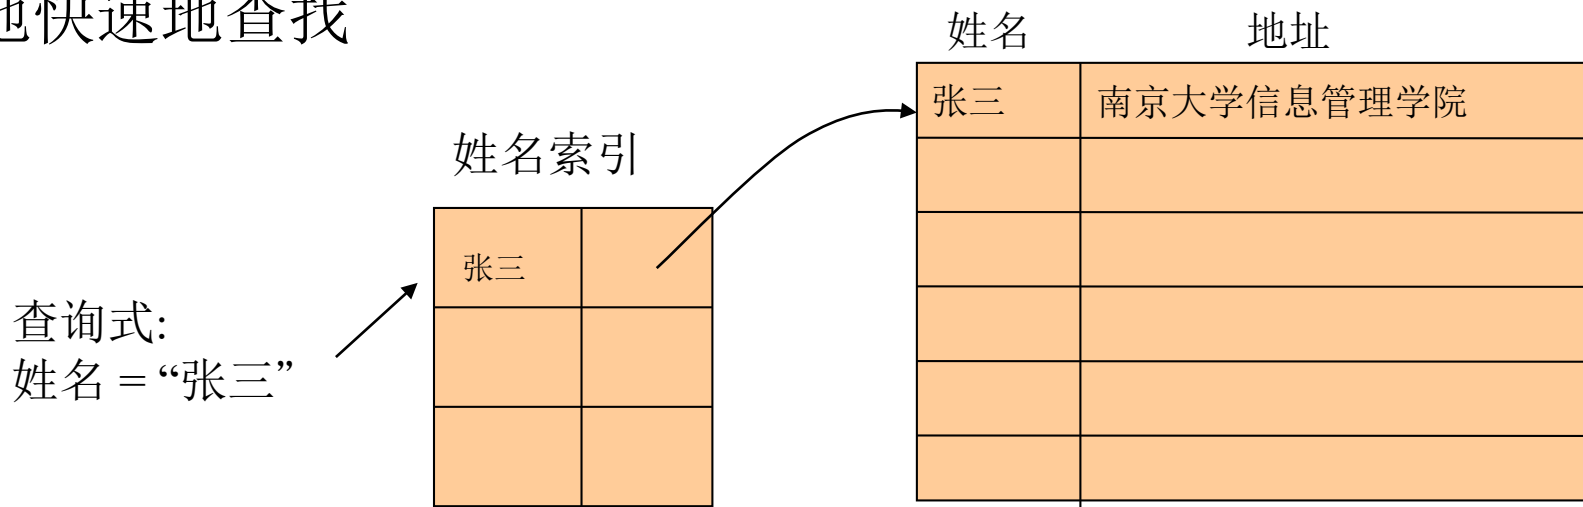 地快速地查找
姓名 地址
张三 南京大学信息管理学院
姓名索引
张三
查询式:
姓名 = “张三”